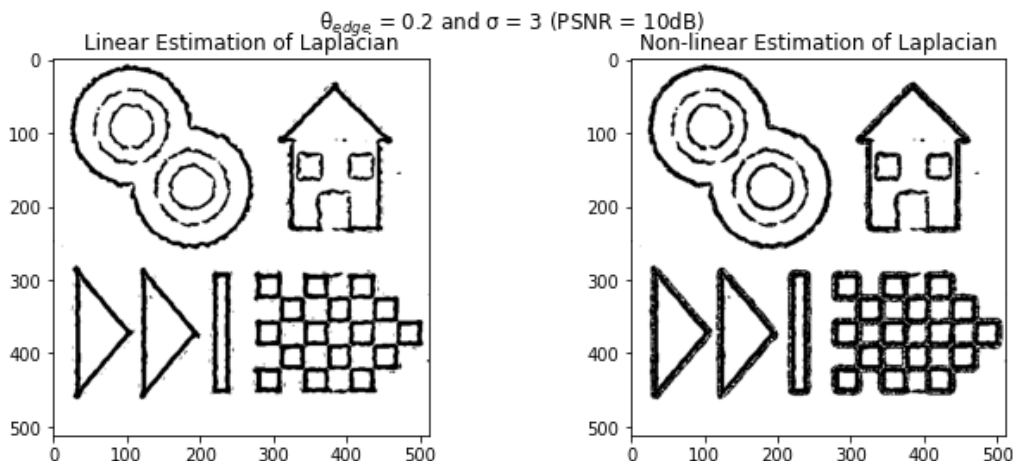 θedge = 0.2 and σ = 3 (PSNR = 10dB)
Linear Estimation of Laplacian
0
100
200
300
400
500
0 100 200 300 400 500
Non-linear Estimation of Laplacian
0
100
200
300
400
500
0 100 200 300 400 500